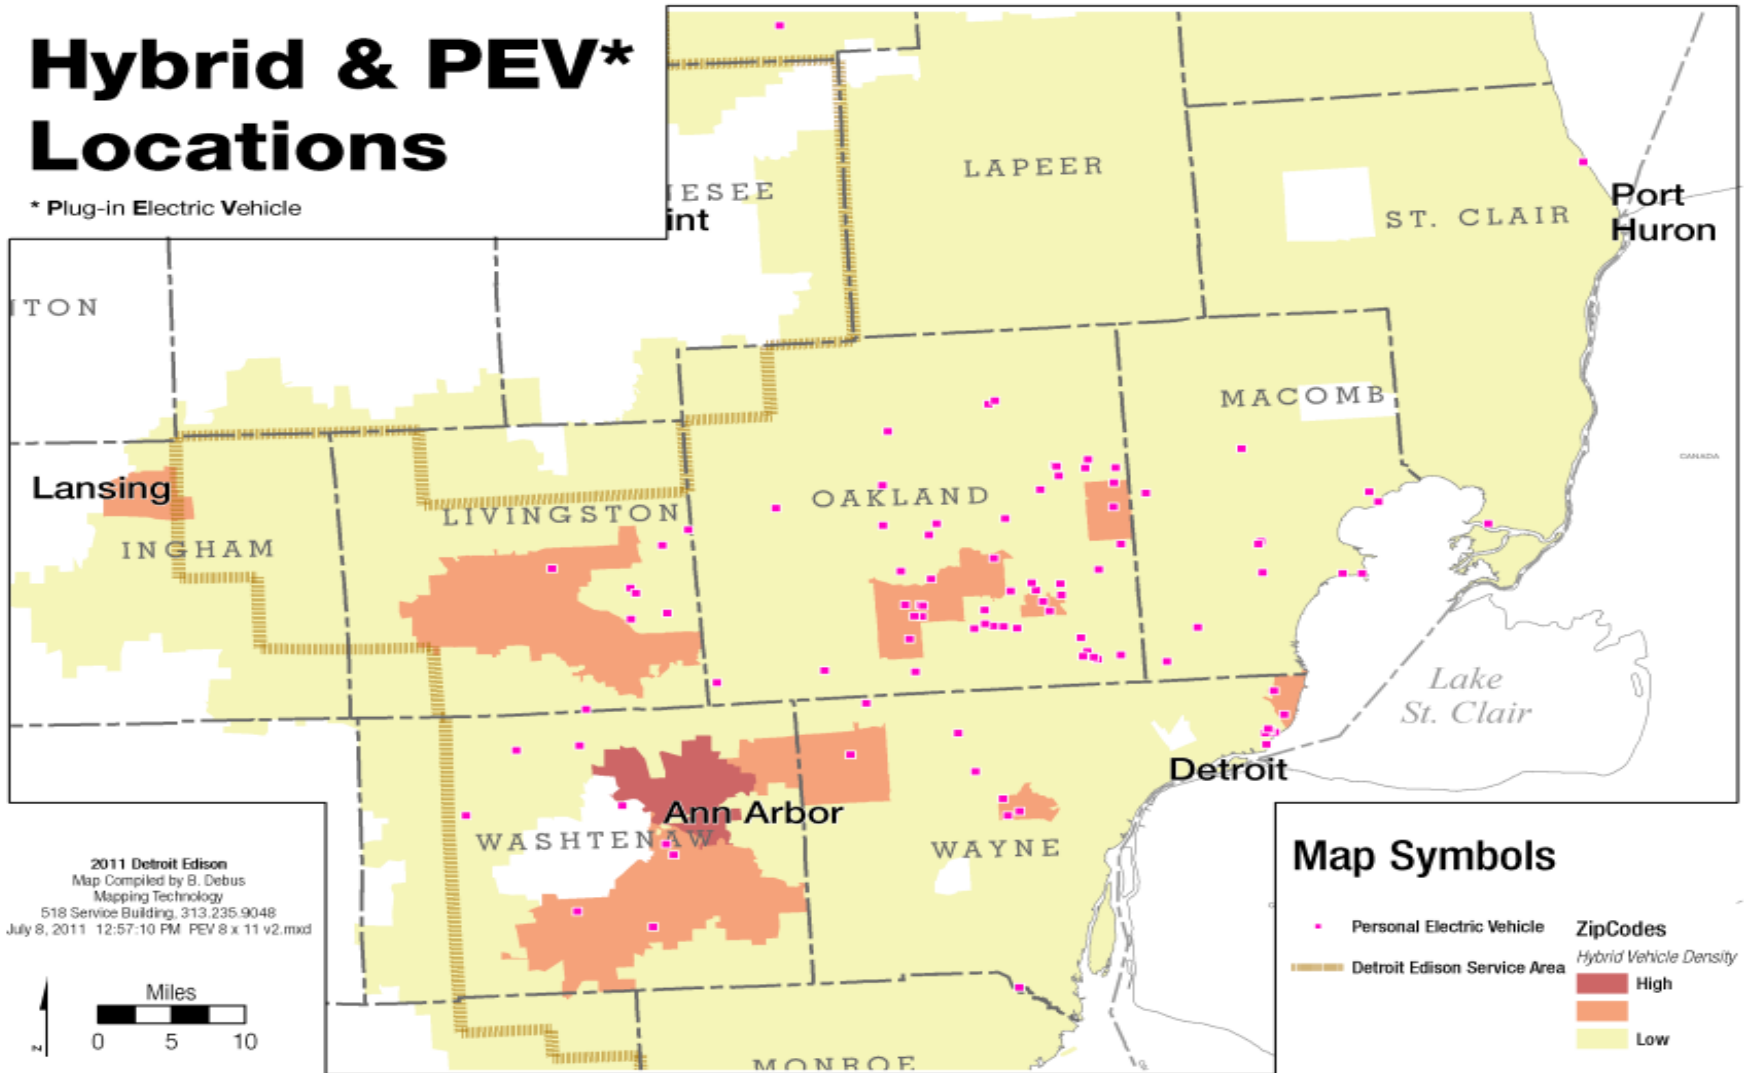 Hybrid & PEV*
Locations
* Plug-in Electric Vehicle
ESEE
int
LAPEER
ST. CLAIR
Port
Huron
TON
MACOMB
CANADA
Lansing
OAKLAND
LIVINGSTON
INGHAM
Lake
St. Clair
Detroit
Ann Arbor
WASHTENAW
WAYNE
MONROE
2011 Detroit Edison
Map Compiled by B. Debus
Mapping Technology
518 Service Building, 313.235.9048
July 8, 2011 12:57:10 PM PEV 8 x 11 v2.mxd
N
Miles
0 5 10
Map Symbols
Personal Electric Vehicle
Detroit Edison Service Area
ZipCodes
Hybrid Vehicle Density
High
Low